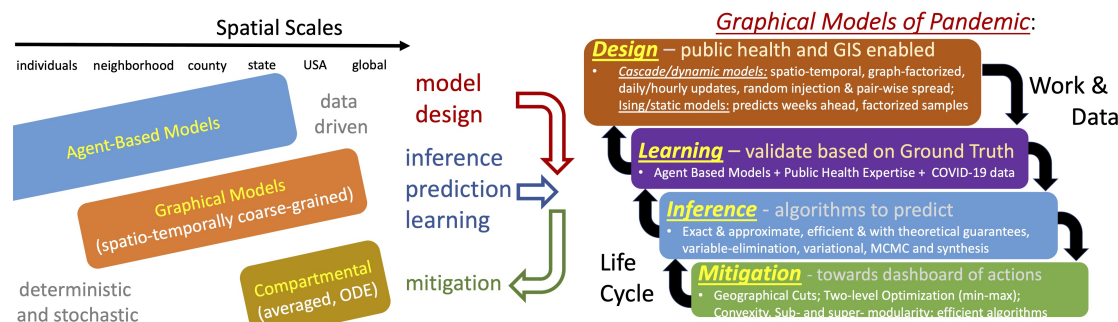 Spatial Scales
individuals neighborhood county state USA global
data
driven
Agent-Based Models
Graphical Models
(spatio-temporally coarse-grained)
Compartmental
(averaged, ODE)
deterministic
and stochastic
model
design
inference
prediction
learning
mitigation
Graphical Models of Pandemic:
Design – public health and GIS enabled
• Cascade/dynamic models: spatio-temporal, graph-factorized,
daily/hourly updates, random injection & pair-wise spread;
Ising/static models: predicts weeks ahead, factorized samples
Work &
Data
Learning – validate based on Ground Truth
• Agent Based Models + Public Health Expertise + COVID-19 data
Inference - algorithms to predict
• Exact & approximate, efficient & with theoretical guarantees,
variable-elimination, variational, MCMC and synthesis
Life
Cycle
Mitigation - towards dashboard of actions
• Geographical Cuts; Two-level Optimization (min-max);
Convexity, Sub- and super- modularity; efficient algorithms